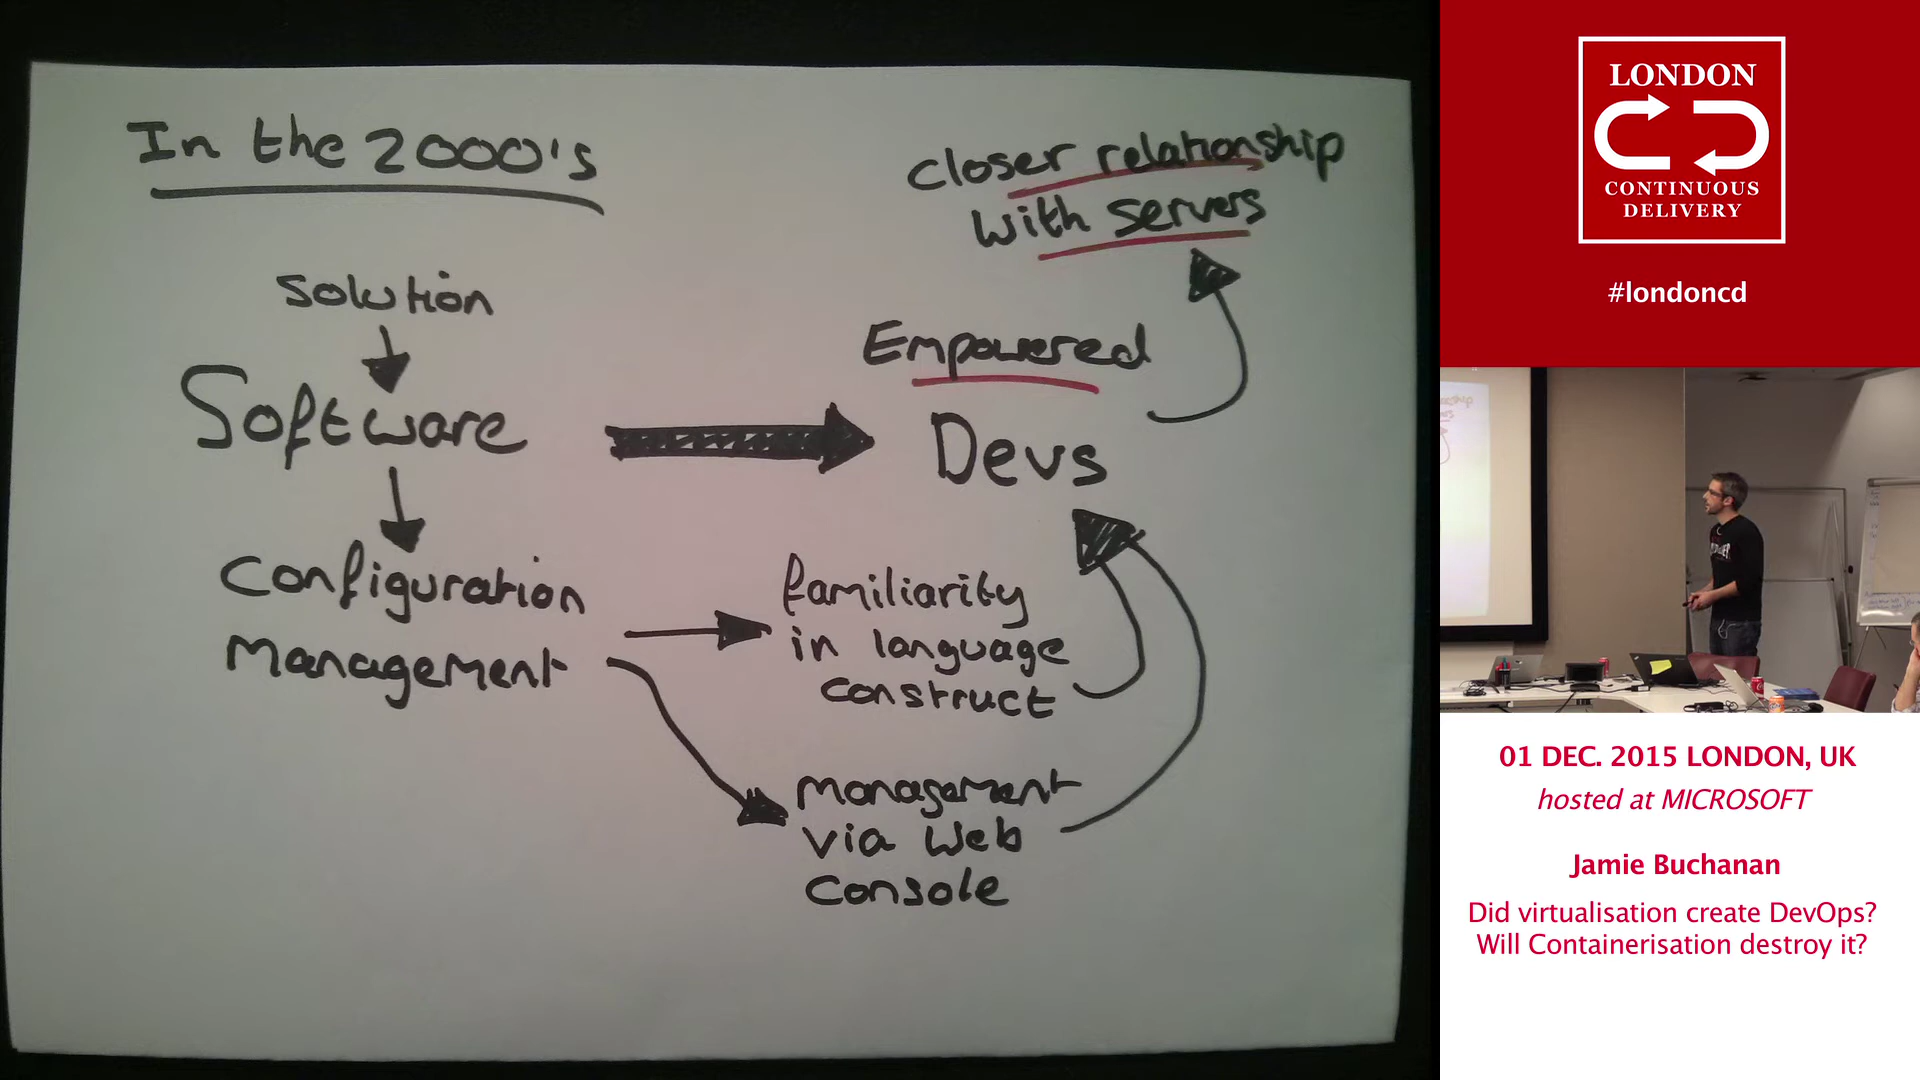 In the 2000's
solution
Software
Configuration
Management
closer relationship
with servers
Empowered
Devs
familiarity
in language
construct
management
via Web
Console
LONDON
CONTINUOUS
DELIVERY
#londoncd
01 DEC. 2015 LONDON, UK
hosted at MICROSOFT
Jamie Buchanan
Did virtualisation create DevOps?
Will Containerisation destroy it?